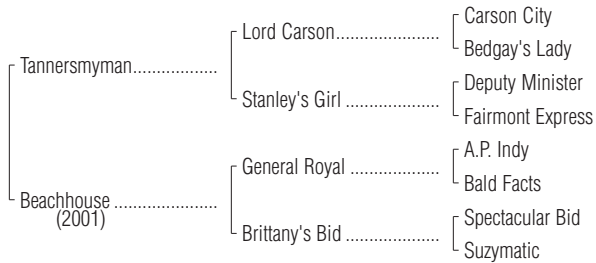 Carson City
Lord Carson....................
Bedgay's Lady
Tannersmyman................
Deputy Minister
Stanley's Girl ..................
Fairmont Express
A.P. Indy
General Royal .................
Bald Facts
Beachhouse ....................
(2001)
Spectacular Bid
Brittany's Bid ..................
Suzymatic